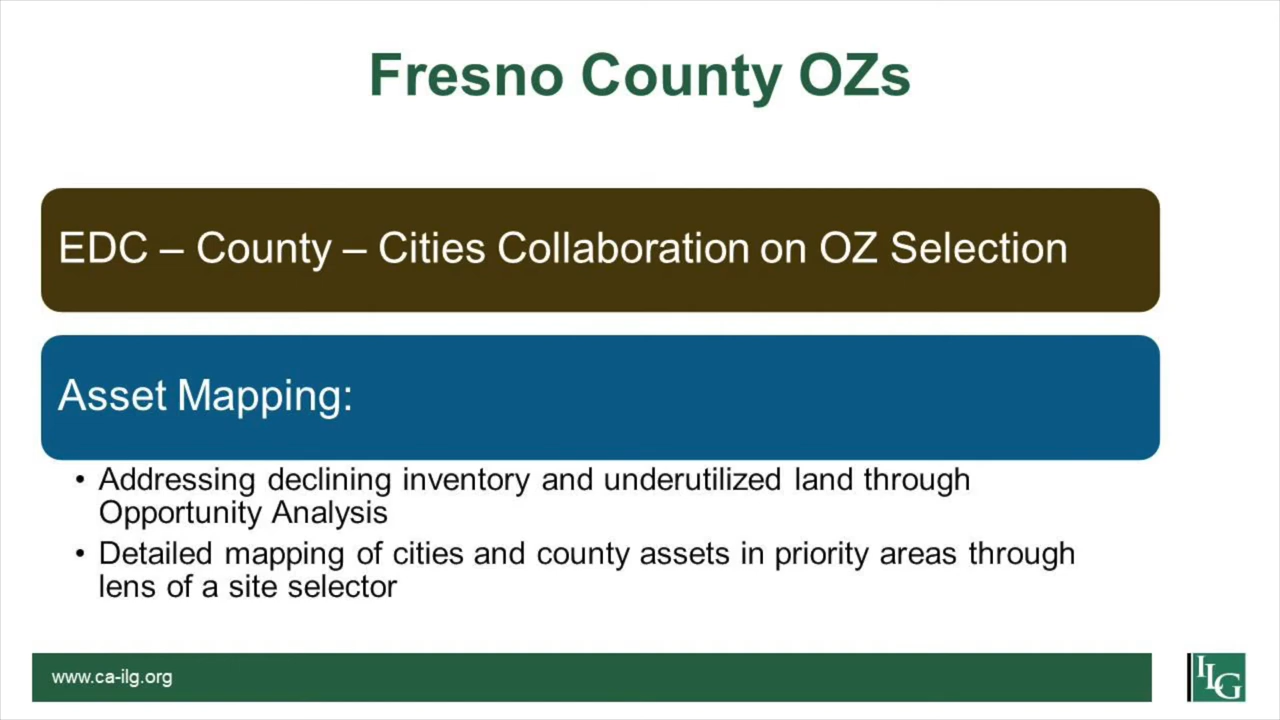 Fresno County OZs
EDC – County – Cities Collaboration on OZ Selection
Asset Mapping:
• Addressing declining inventory and underutilized land through
Opportunity Analysis
• Detailed mapping of cities and county assets in priority areas through
lens of a site selector
www.ca-ilg.org
ILG